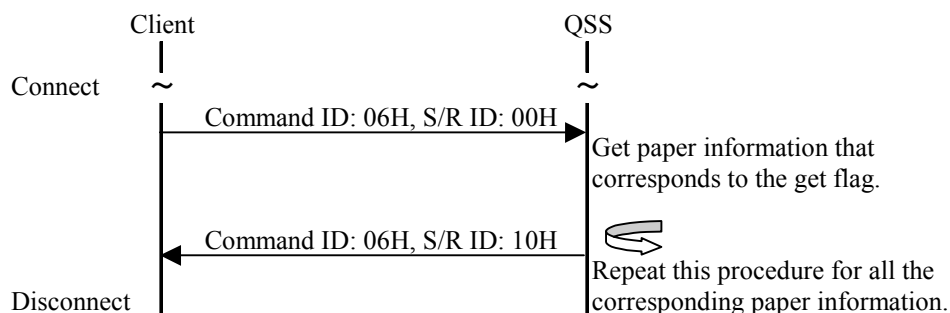 Client QSS
Connect
~ ~
Command ID: 06H, S/R ID: 00H
Get paper information that
corresponds to the get flag.
Command ID: 06H, S/R ID: 10H
Repeat this procedure for all the
Disconnect corresponding paper information.